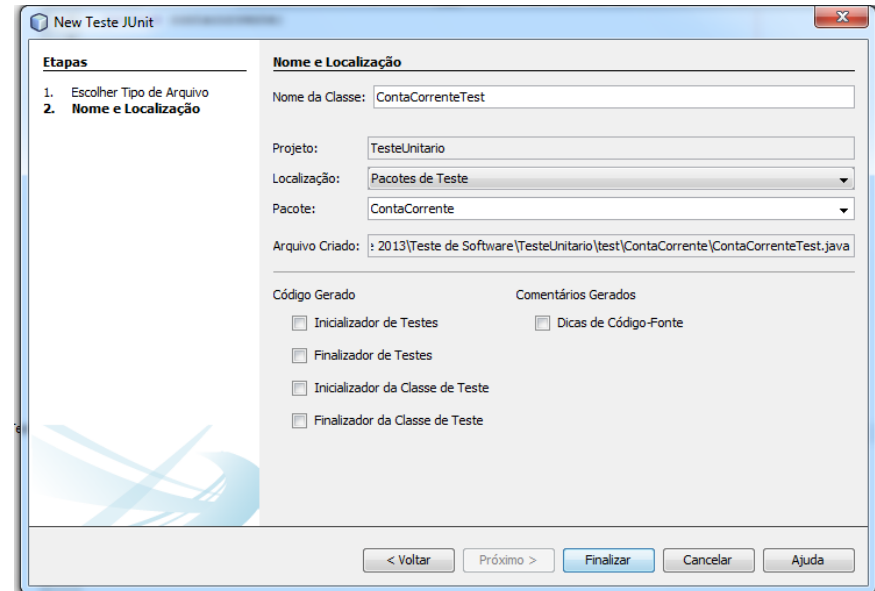 New Teste JUnit
Etapas
1. Escolher Tipo de Arquivo
2. Nome e Localização
Nome e Localização
Nome da Classe: ContaCorrenteTest
Projeto: TesteUnitario
Localização: Pacotes de Teste
Pacote: ContaCorrente
Arquivo Criado: 2013\Teste de Software\TesteUnitario\test\ContaCorrente\ContaCorrenteTest.java
Código Gerado
Inicializador de Testes
Finalizador de Testes
Inicializador da Classe de Teste
Finalizador da Classe de Teste
Comentários Gerados
Dicas de Código-Fonte
< Voltar
Próximo >
Finalizar
Cancelar
Ajuda